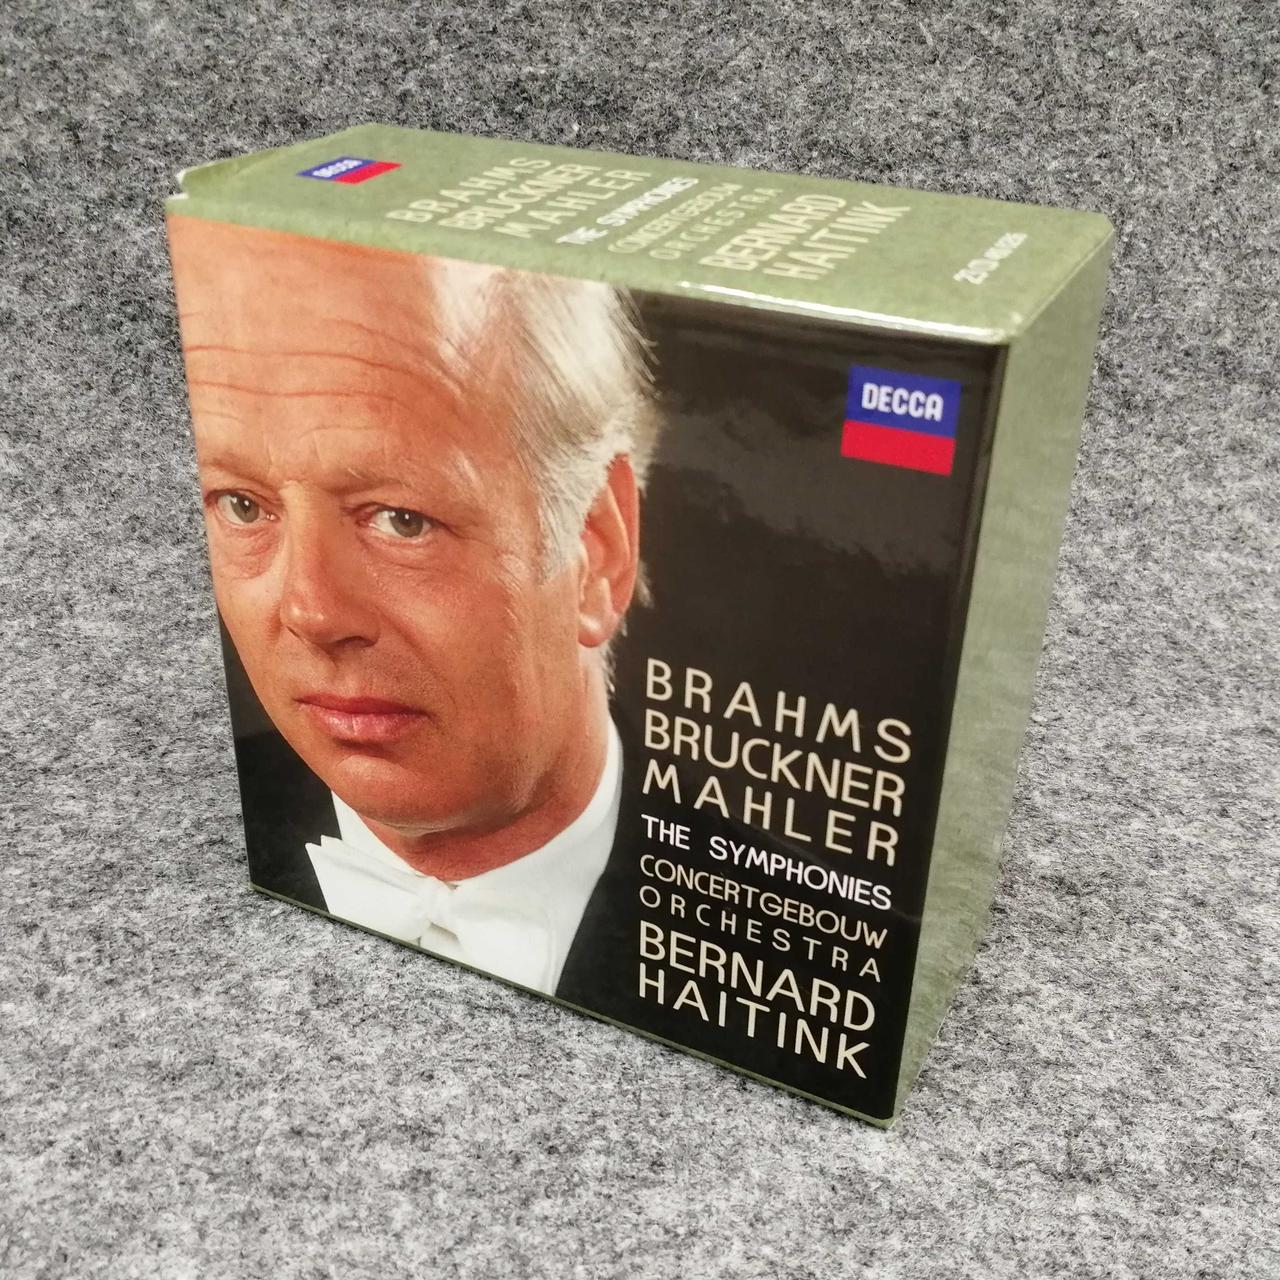 DECCA
BRAHMS
BRUCKNER
MAHLER
THE SYMPHONIES
CONCERTGEBOUW
ORCHESTRA
BERNARD
HAITINK
DECCA
BRAHMS
BRUCKNER
MAHLER
THE SYMPHONIES
CONCERTGEBOUW
ORCHESTRA
BERNARD
HAITINK